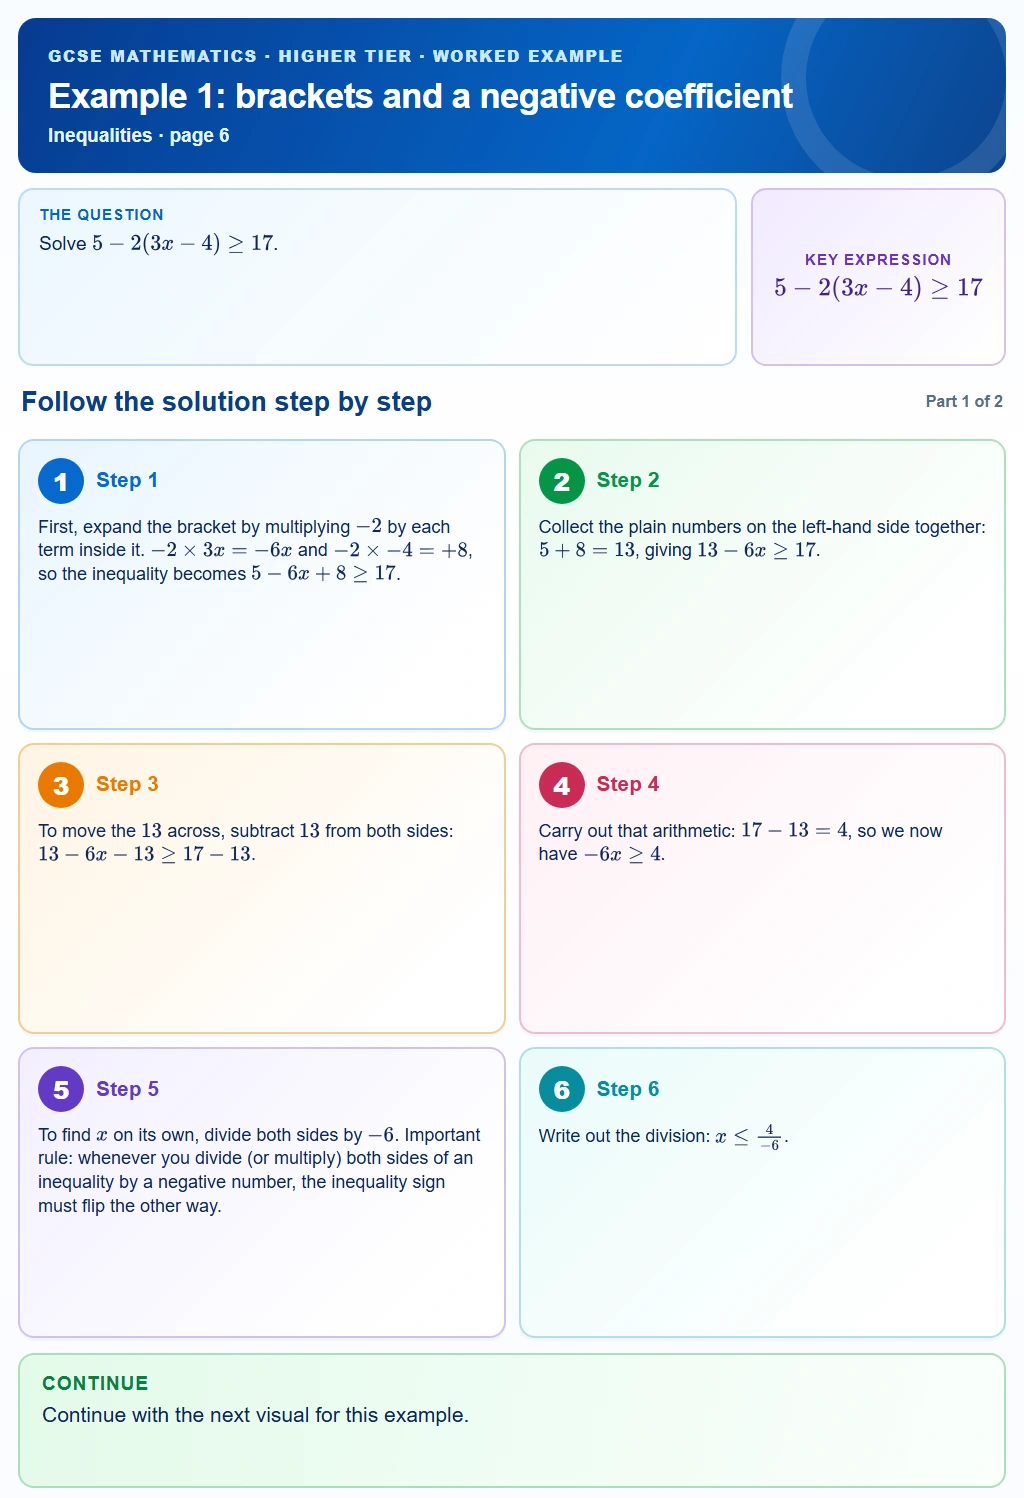 GCSE MATHEMATICS · HIGHER TIER · WORKED EXAMPLE
Example 1: brackets and a negative coefficient
Inequalities · page 6
THE QUESTION
Solve 5 − 2(3x − 4) ≥ 17.
KEY EXPRESSION
5 − 2(3x − 4) ≥ 17
Follow the solution step by step
Part 1 of 2
1 Step 1
First, expand the bracket by multiplying −2 by each
term inside it. −2 × 3x = −6x and −2 × −4 = +8,
so the inequality becomes 5 − 6x + 8 ≥ 17.
2 Step 2
Collect the plain numbers on the left-hand side together:
5 + 8 = 13, giving 13 − 6x ≥ 17.
3 Step 3
To move the 13 across, subtract 13 from both sides:
13 − 6x − 13 ≥ 17 − 13.
4 Step 4
Carry out that arithmetic: 17 − 13 = 4, so we now
have −6x ≥ 4.
5 Step 5
To find x on its own, divide both sides by −6. Important
rule: whenever you divide (or multiply) both sides of an
inequality by a negative number, the inequality sign
must flip the other way.
6 Step 6
Write out the division: x ≤ 4/−6.
CONTINUE
Continue with the next visual for this example.